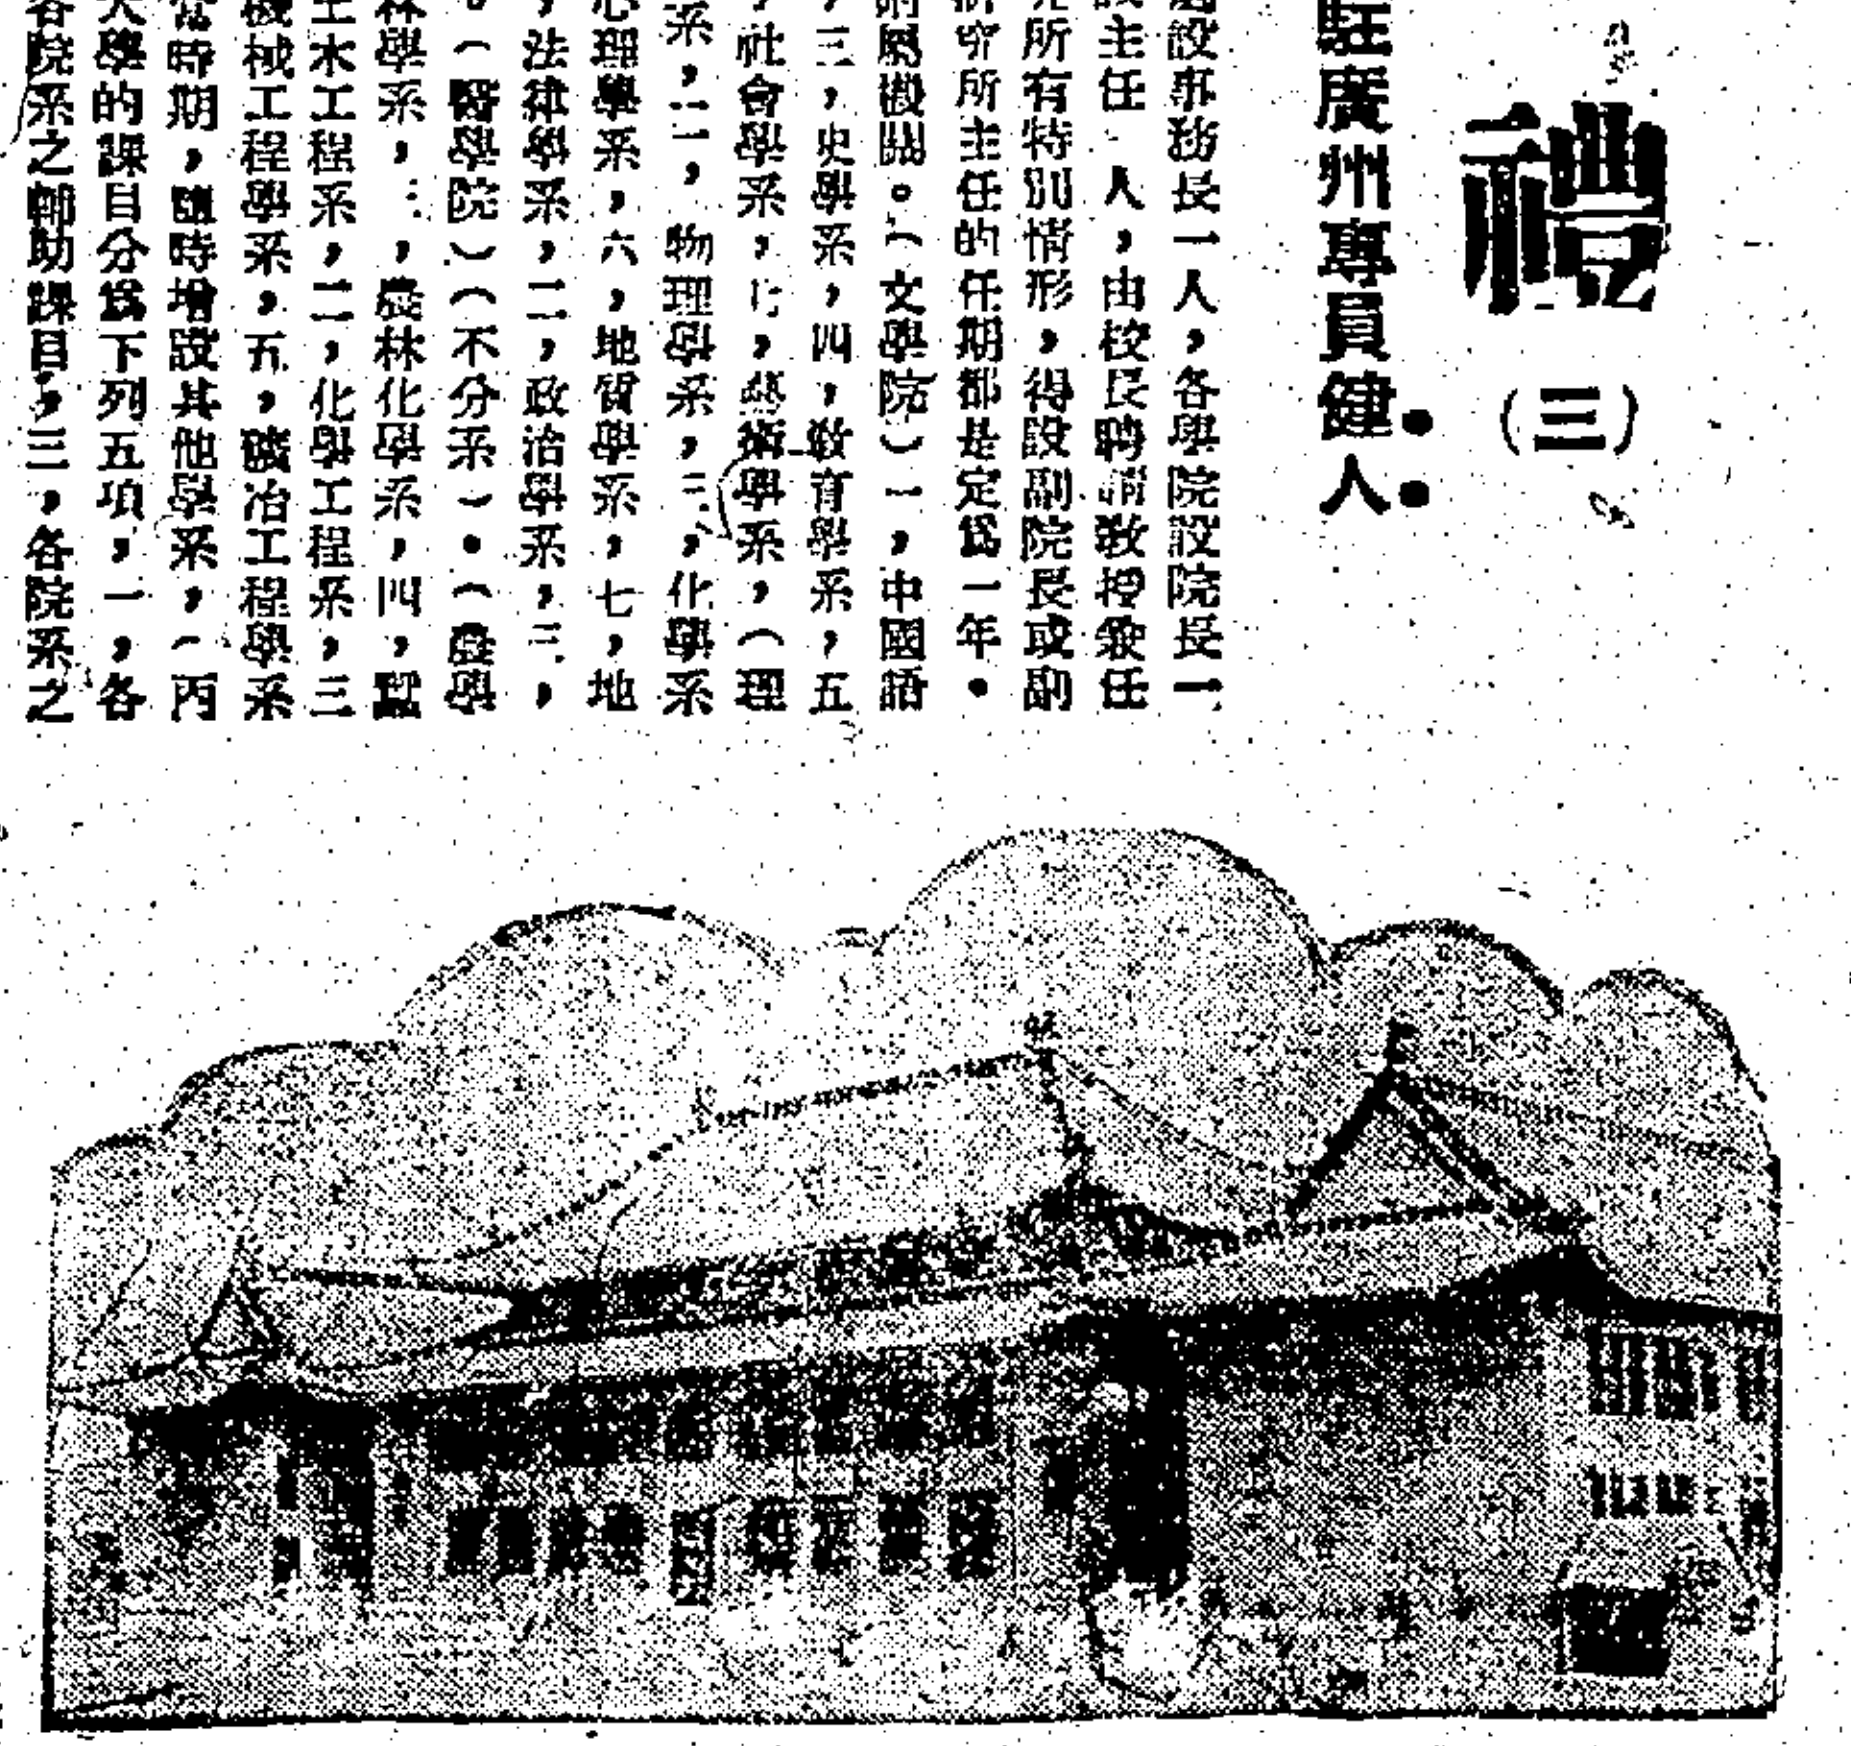 禮
(三)
駐廣州專員健人
設事務長一人，各學院設院長一
主任 人，由校長聘請教授兼任
所有特別情形，得設副院長或副
究所主任的任期都是定爲一年。
附屬機關。(文學院)一，中國語
，三，史學系，四，教育學系，五
，社會學系，七，藝術學系，(理
系，二，物理學系，三，化學系
心理學系，六，地質學系，七，地
，法律學系，二，政治學系，三，
。(醫學院)(不分系)。(農學
林學系，三，農林化學系，四，蠶
土木工程系，二，化學工程系，三
機械工程學系，五，礦冶工程學系
常時期，隨時增設其他學系，(丙
大學的課目分爲下列五項，一，各
各院系之輔助課目，三，各院系之